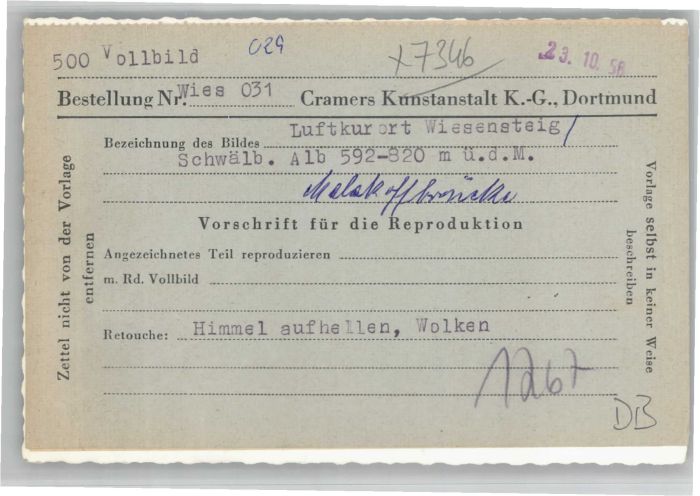 500 Vollbild 029 x7346 23.10.58
Bestellung Nr. Wies 031 Cramers Kunstanstalt K.-G., Dortmund
Bezeichnung des Bildes Luftkurort Wiesensteig/
Schwälb. Alb 592-820 m ü.d.M.
Malakoffbrücke
Vorschrift für die Reproduktion
Angezeichnetes Teil reproduzieren
m. Rd. Vollbild
Retouche: Himmel aufhellen, Wolken
1267
DB
Zettel nicht von der Vorlage
entfernen
Vorlage selbst in keiner Weise
beschreiben